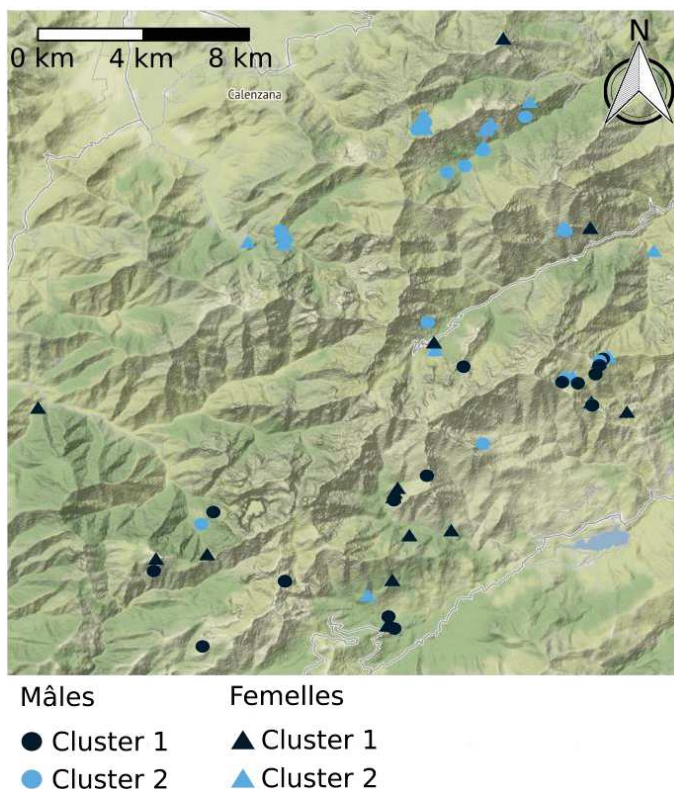 N
0 km 4 km 8 km
Calenzana
Mâles Femelles
Cluster 1 Cluster 1
Cluster 2 Cluster 2